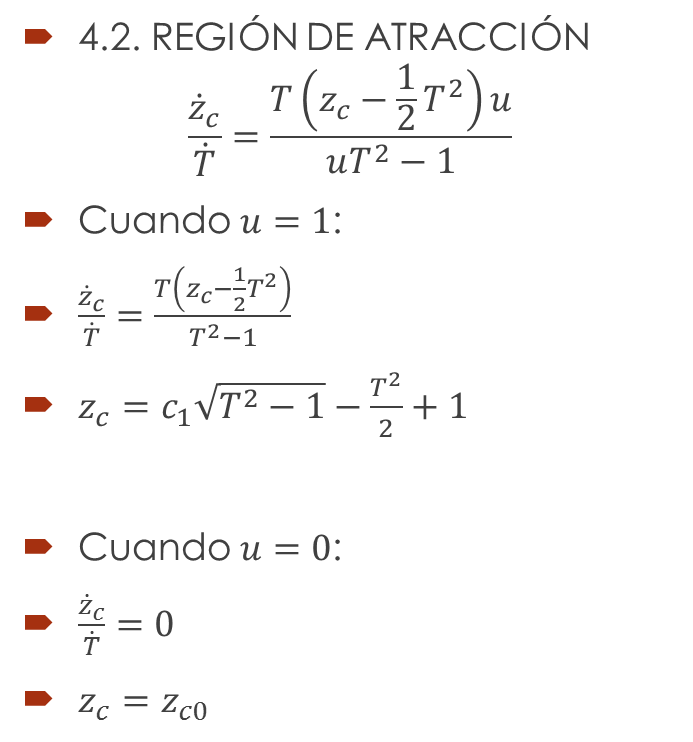 4.2. REGIÓN DE ATRACCIÓN
ż_c/Ṫ = T(z_c − ½T²)u / (uT² − 1)
Cuando u = 1:
ż_c/Ṫ = T(z_c − ½T²) / (T² − 1)
z_c = c₁√(T² − 1) − T²/2 + 1
Cuando u = 0:
ż_c/Ṫ = 0
z_c = z_c0